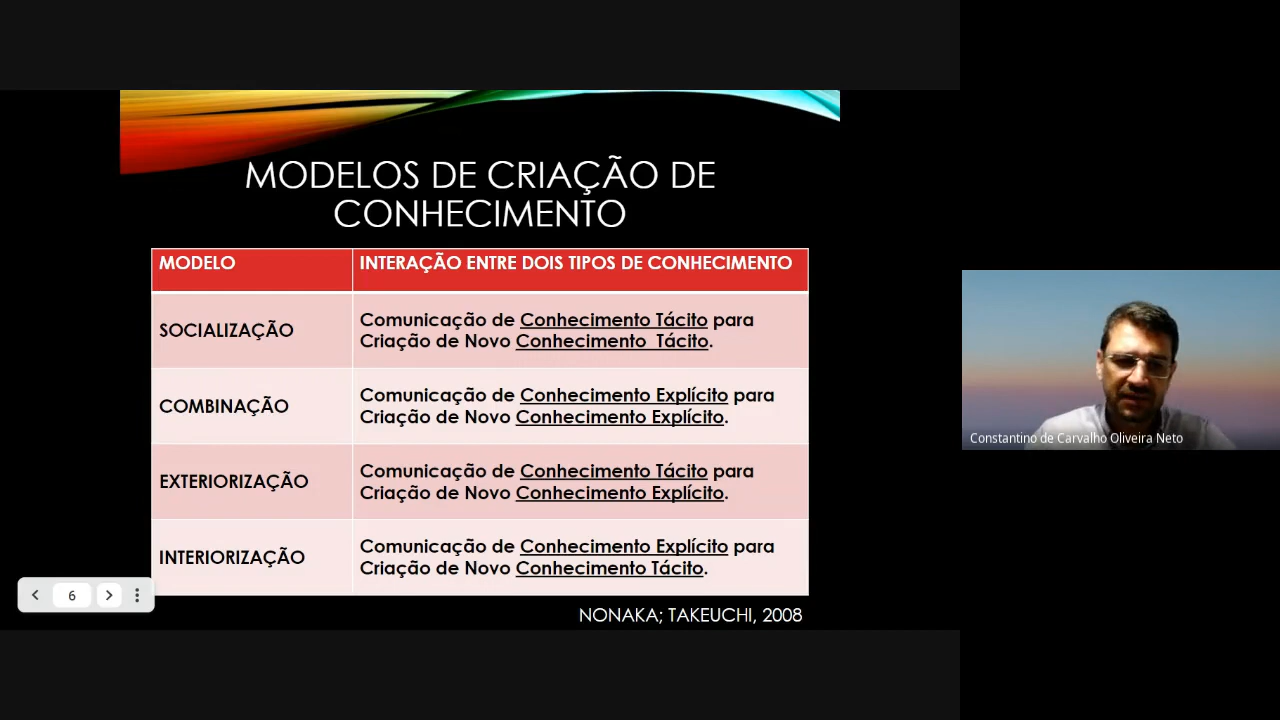 MODELOS DE CRIAÇÃO DE
CONHECIMENTO
MODELO
INTERAÇÃO ENTRE DOIS TIPOS DE CONHECIMENTO
SOCIALIZAÇÃO
Comunicação de Conhecimento Tácito para
Criação de Novo Conhecimento Tácito.
COMBINAÇÃO
Comunicação de Conhecimento Explícito para
Criação de Novo Conhecimento Explícito.
EXTERIORIZAÇÃO
Comunicação de Conhecimento Tácito para
Criação de Novo Conhecimento Explícito.
INTERIORIZAÇÃO
Comunicação de Conhecimento Explícito para
Criação de Novo Conhecimento Tácito.
6
NONAKA; TAKEUCHI, 2008
Constantino de Carvalho Oliveira Neto